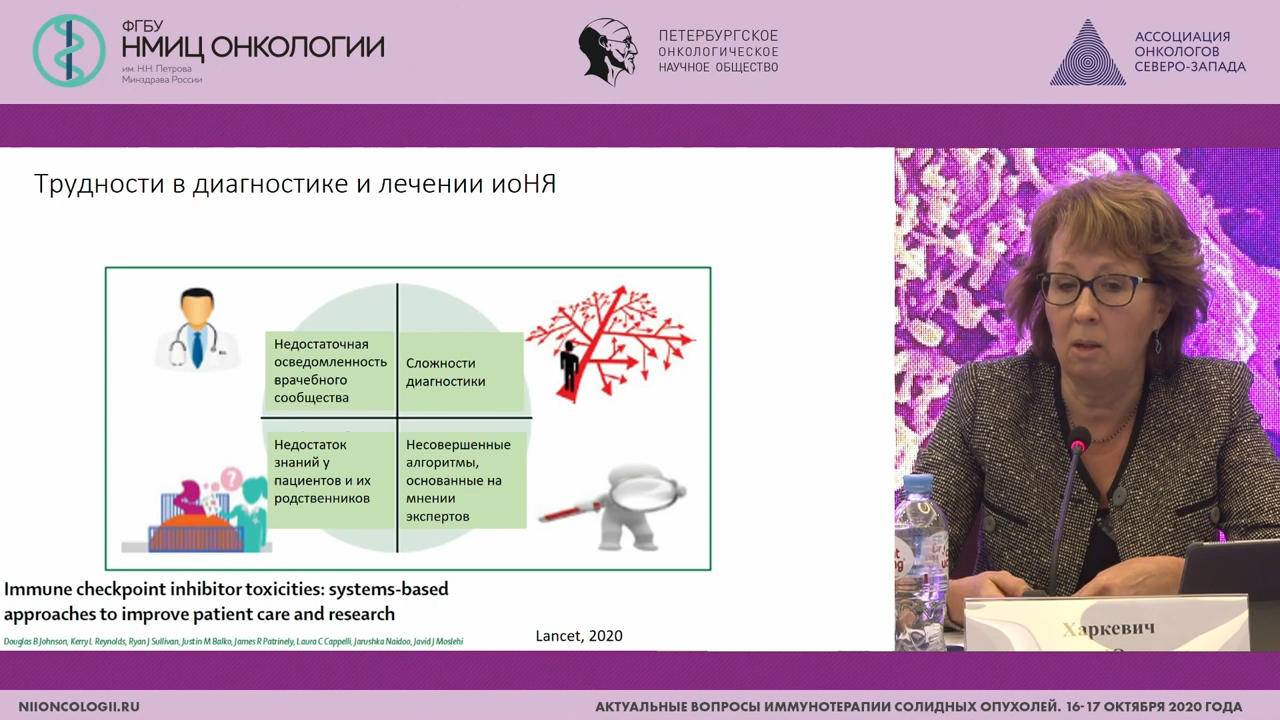 ФГБУ
НМИЦ ОНКОЛОГИИ
им. Н.Н. Петрова
Минздрава России
ПЕТЕРБУРГСКОЕ
ОНКОЛОГИЧЕСКОЕ
НАУЧНОЕ ОБЩЕСТВО
АССОЦИАЦИЯ
ОНКОЛОГОВ
СЕВЕРО-ЗАПАДА
Трудности в диагностике и лечении иоНЯ
Недостаточная
осведомленность
врачебного
сообщества
Сложности
диагностики
Недостаток
знаний у
пациентов и их
родственников
Несовершенные
алгоритмы,
основанные на
мнении
экспертов
?
Immune checkpoint inhibitor toxicities: systems-based
approaches to improve patient care and research
Douglas B Johnson, Kerry L Reynolds, Ryan J Sullivan, Justin M Balko, James R Patrinely, Laura C Cappelli, Jarushka Naidoo, Javid J Moslehi
Lancet, 2020
Харкевич
NIIONCOLOGII.RU
АКТУАЛЬНЫЕ ВОПРОСЫ ИММУНОТЕРАПИИ СОЛИДНЫХ ОПУХОЛЕЙ. 16-17 ОКТЯБРЯ 2020 ГОДА